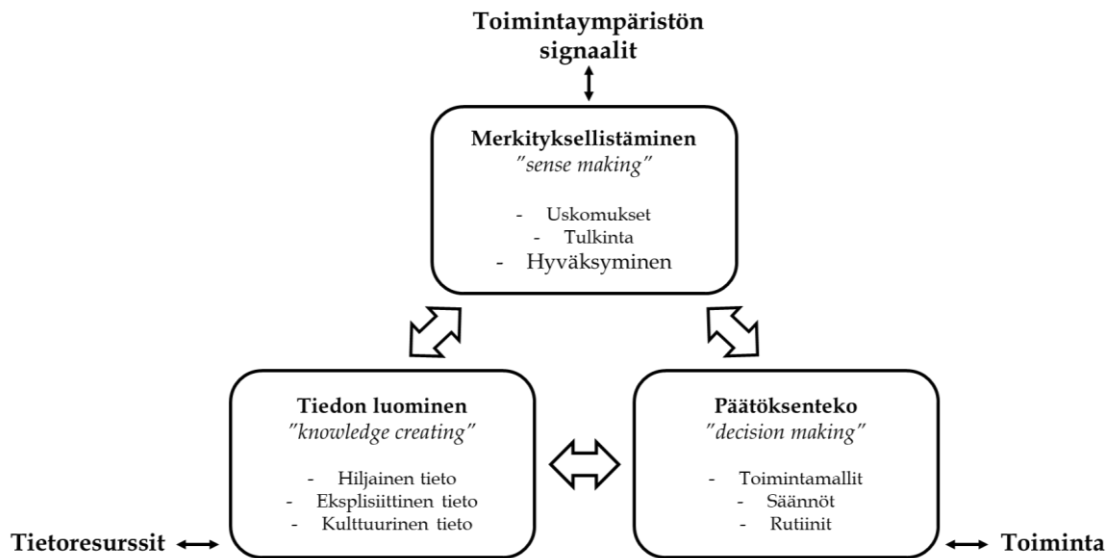 Toimintaympäristön
signaalit
Merkityksellistäminen
"sense making"
- Uskomukset
- Tulkinta
- Hyväksyminen
Tiedon luominen
"knowledge creating"
- Hiljainen tieto
- Eksplisiittinen tieto
- Kulttuurinen tieto
Päätöksenteko
"decision making"
- Toimintamallit
- Säännöt
- Rutiinit
Tietoresurssit
Toiminta